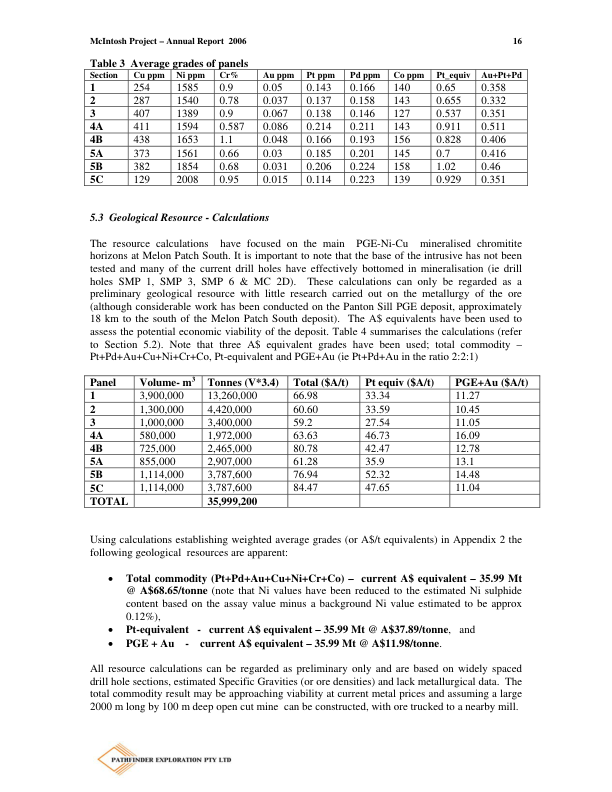 McIntosh Project – Annual Report 2006 16
Table 3 Average grades of panels
Section Cu ppm Ni ppm Cr% Au ppm Pt ppm Pd ppm Co ppm Pt_equiv Au+Pt+Pd
1 254 1585 0.9 0.05 0.143 0.166 140 0.65 0.358
2 287 1540 0.78 0.037 0.137 0.158 143 0.655 0.332
3 407 1389 0.9 0.067 0.138 0.146 127 0.537 0.351
4A 411 1594 0.587 0.086 0.214 0.211 143 0.911 0.511
4B 438 1653 1.1 0.048 0.166 0.193 156 0.828 0.406
5A 373 1561 0.66 0.03 0.185 0.201 145 0.7 0.416
5B 382 1854 0.68 0.031 0.206 0.224 158 1.02 0.46
5C 129 2008 0.95 0.015 0.114 0.223 139 0.929 0.351
5.3 Geological Resource - Calculations
The resource calculations have focused on the main PGE-Ni-Cu mineralised chromitite
horizons at Melon Patch South. It is important to note that the base of the intrusive has not been
tested and many of the current drill holes have effectively bottomed in mineralisation (ie drill
holes SMP 1, SMP 3, SMP 6 & MC 2D). These calculations can only be regarded as a
preliminary geological resource with little research carried out on the metallurgy of the ore
(although considerable work has been conducted on the Panton Sill PGE deposit, approximately
18 km to the south of the Melon Patch South deposit). The A$ equivalents have been used to
assess the potential economic viability of the deposit. Table 4 summarises the calculations (refer
to Section 5.2). Note that three A$ equivalent grades have been used; total commodity –
Pt+Pd+Au+Cu+Ni+Cr+Co, Pt-equivalent and PGE+Au (ie Pt+Pd+Au in the ratio 2:2:1)
Panel Volume- m³ Tonnes (V*3.4) Total ($A/t) Pt equiv ($A/t) PGE+Au ($A/t)
1 3,900,000 13,260,000 66.98 33.34 11.27
2 1,300,000 4,420,000 60.60 33.59 10.45
3 1,000,000 3,400,000 59.2 27.54 11.05
4A 580,000 1,972,000 63.63 46.73 16.09
4B 725,000 2,465,000 80.78 42.47 12.78
5A 855,000 2,907,000 61.28 35.9 13.1
5B 1,114,000 3,787,600 76.94 52.32 14.48
5C 1,114,000 3,787,600 84.47 47.65 11.04
TOTAL 35,999,200
Using calculations establishing weighted average grades (or A$/t equivalents) in Appendix 2 the
following geological resources are apparent:
• Total commodity (Pt+Pd+Au+Cu+Ni+Cr+Co) – current A$ equivalent – 35.99 Mt
@ A$68.65/tonne (note that Ni values have been reduced to the estimated Ni sulphide
content based on the assay value minus a background Ni value estimated to be approx
0.12%),
• Pt-equivalent - current A$ equivalent – 35.99 Mt @ A$37.89/tonne, and
• PGE + Au - current A$ equivalent – 35.99 Mt @ A$11.98/tonne.
All resource calculations can be regarded as preliminary only and are based on widely spaced
drill hole sections, estimated Specific Gravities (or ore densities) and lack metallurgical data. The
total commodity result may be approaching viability at current metal prices and assuming a large
2000 m long by 100 m deep open cut mine can be constructed, with ore trucked to a nearby mill.
PATHFINDER EXPLORATION PTY LTD